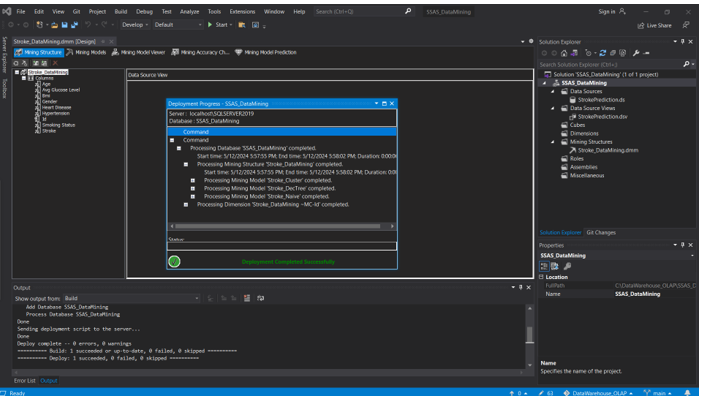 File Edit View Git Project Build Debug Test Analyze Tools Extensions Window Help Search (Ctrl+Q) SSAS_DataMining Sign in
Develop Default Start Live Share
Server Explorer
Toolbox
Stroke_DataMining.dmm [Design]
Mining Structure Mining Models Mining Model Viewer Mining Accuracy Ch... Mining Model Prediction
Stroke_DataMining
Columns
Age
Avg Glucose Level
Bmi
Gender
Heart Disease
Hypertension
Id
Smoking Status
Stroke
Data Source View
Deployment Progress - SSAS_DataMining
Server : localhost\SQLSERVER2019
Database : SSAS_DataMining
Command
Command
Processing Database 'SSAS_DataMining' completed.
Start time: 5/12/2024 5:57:55 PM; End time: 5/12/2024 5:58:02 PM; Duration: 0:00:0
Processing Mining Structure 'Stroke_DataMining' completed.
Start time: 5/12/2024 5:57:55 PM; End time: 5/12/2024 5:58:02 PM; Duration: 0:00:0
Processing Mining Model 'Stroke_Cluster' completed.
Processing Mining Model 'Stroke_DecTree' completed.
Processing Mining Model 'Stroke_Naive' completed.
Processing Dimension 'Stroke_DataMining ~MC-Id' completed.
Status:
Deployment Completed Successfully
Solution Explorer
Search Solution Explorer (Ctrl+;)
Solution 'SSAS_DataMining' (1 of 1 project)
SSAS_DataMining
Data Sources
StrokePrediction.ds
Data Source Views
StrokePrediction.dsv
Cubes
Dimensions
Mining Structures
Stroke_DataMining.dmm
Roles
Assemblies
Miscellaneous
Solution Explorer Git Changes
Properties
SSAS_DataMining
Location
FullPath C:\DataWarehouse_OLAP\SSAS_D
Name SSAS_DataMining
Name
Specifies the name of the project.
Output
Show output from: Build
Add Database SSAS_DataMining
Process Database SSAS_DataMining
Done
Sending deployment script to the server...
Done
Deploy complete -- 0 errors, 0 warnings
========== Build: 1 succeeded or up-to-date, 0 failed, 0 skipped ==========
========== Deploy: 1 succeeded, 0 failed, 0 skipped ==========
Error List Output
Ready 0 63 DataWarehouse_OLAP main